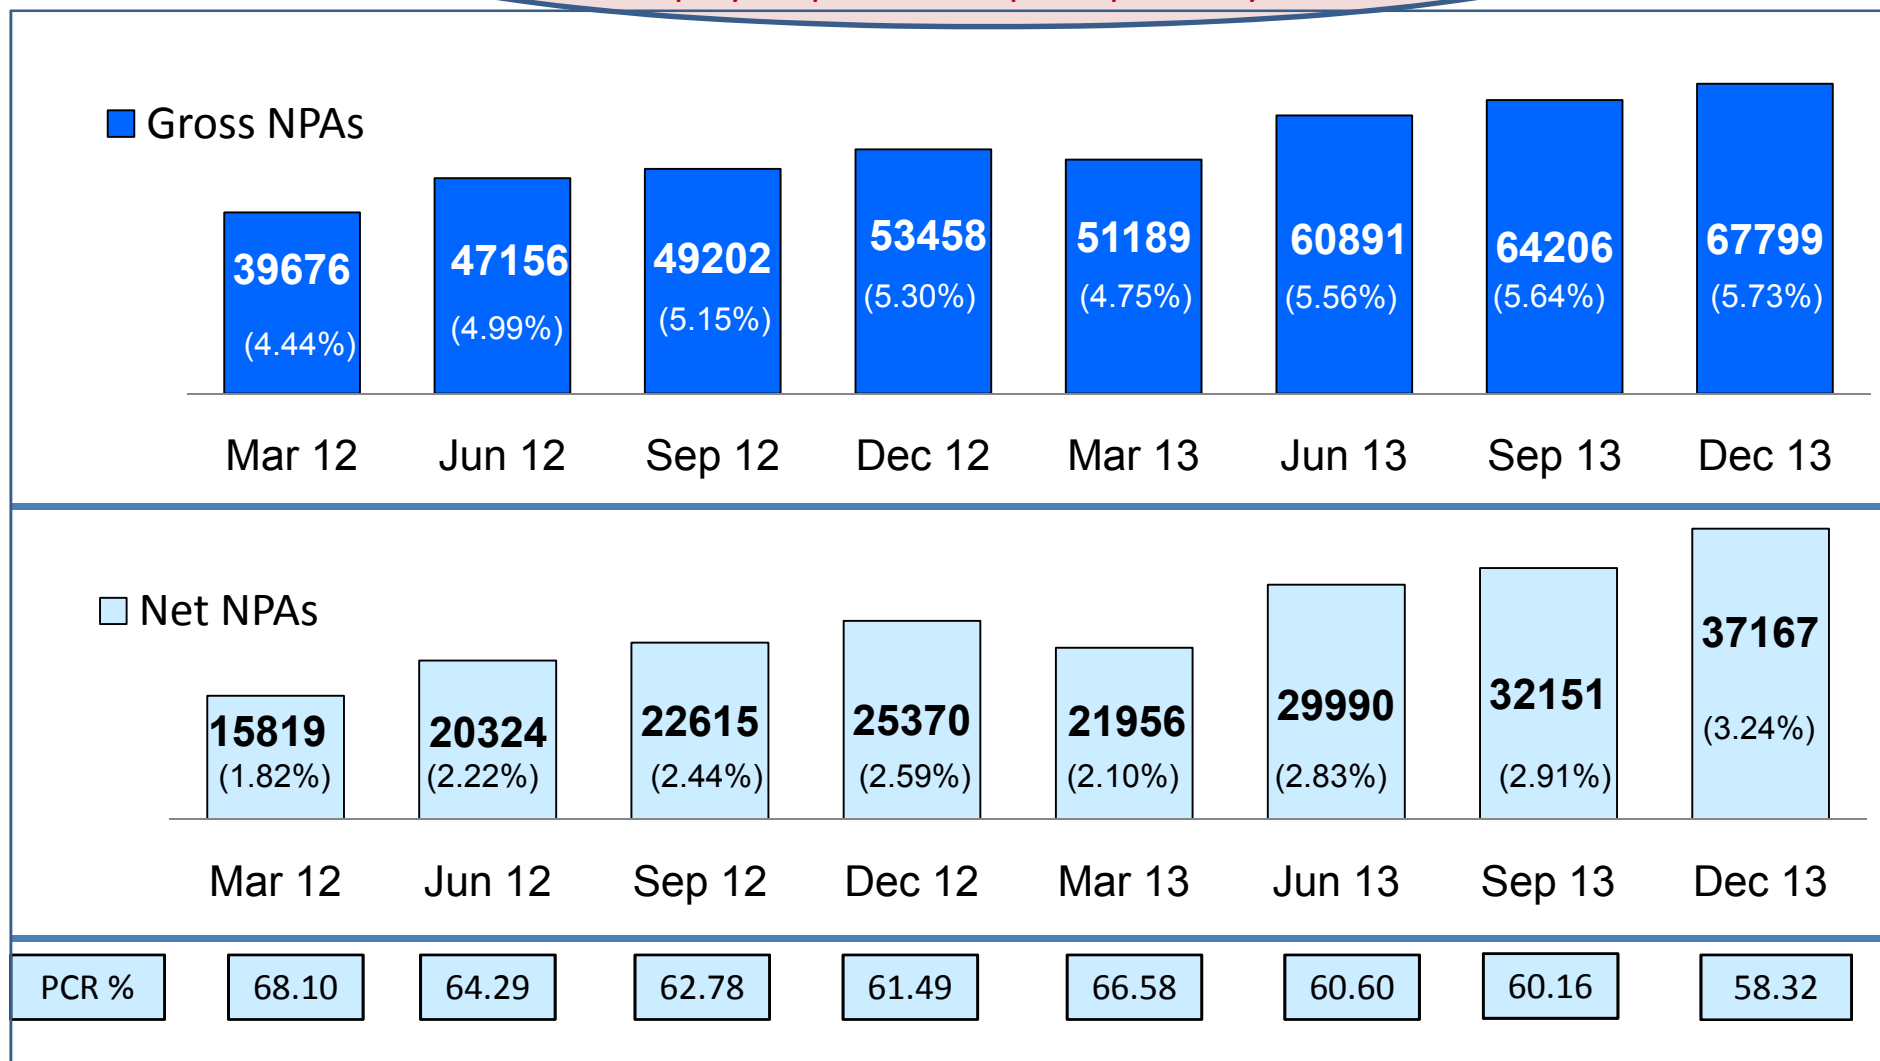 Gross NPAs
39676 47156 49202 53458 51189 60891 64206 67799
(4.44%) (4.99%) (5.15%) (5.30%) (4.75%) (5.56%) (5.64%) (5.73%)
Mar 12 Jun 12 Sep 12 Dec 12 Mar 13 Jun 13 Sep 13 Dec 13
Net NPAs
15819 20324 22615 25370 21956 29990 32151 37167
(1.82%) (2.22%) (2.44%) (2.59%) (2.10%) (2.83%) (2.91%) (3.24%)
Mar 12 Jun 12 Sep 12 Dec 12 Mar 13 Jun 13 Sep 13 Dec 13
PCR % 68.10 64.29 62.78 61.49 66.58 60.60 60.16 58.32